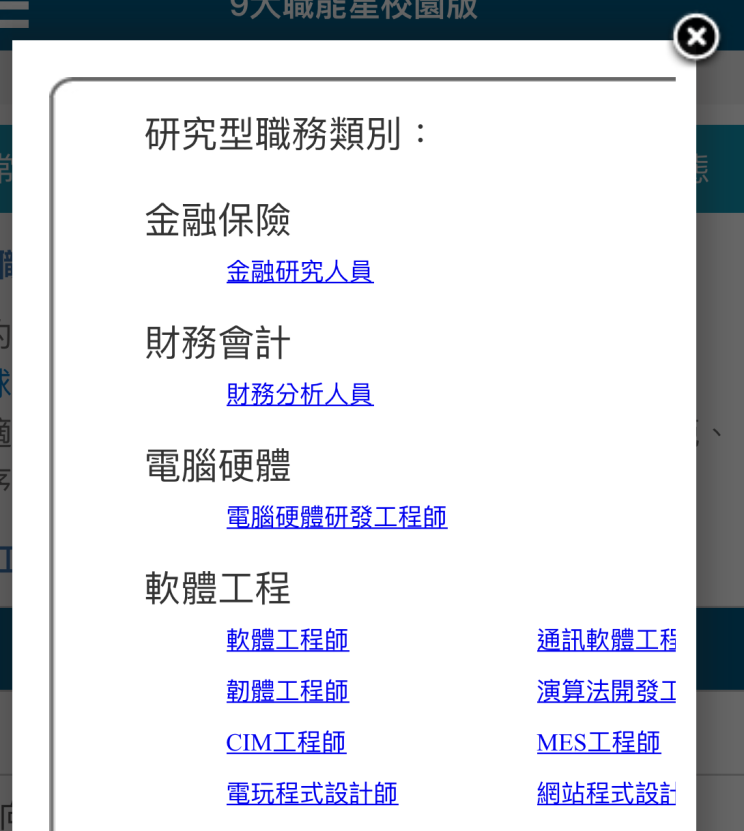 9大職能星校園版
研究型職務類別：
金融保險
金融研究人員
財務會計
財務分析人員
電腦硬體
電腦硬體研發工程師
軟體工程
軟體工程師 通訊軟體工程
韌體工程師 演算法開發工
CIM工程師 MES工程師
電玩程式設計師 網站程式設計